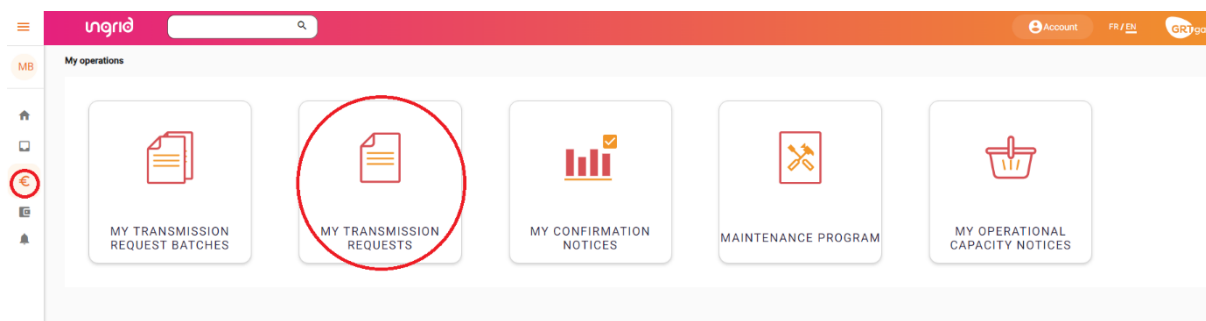 ingrid
Account
FR / EN
GRTgaz
MB
My operations
€
MY TRANSMISSION
REQUEST BATCHES
MY TRANSMISSION
REQUESTS
MY CONFIRMATION
NOTICES
MAINTENANCE PROGRAM
MY OPERATIONAL
CAPACITY NOTICES